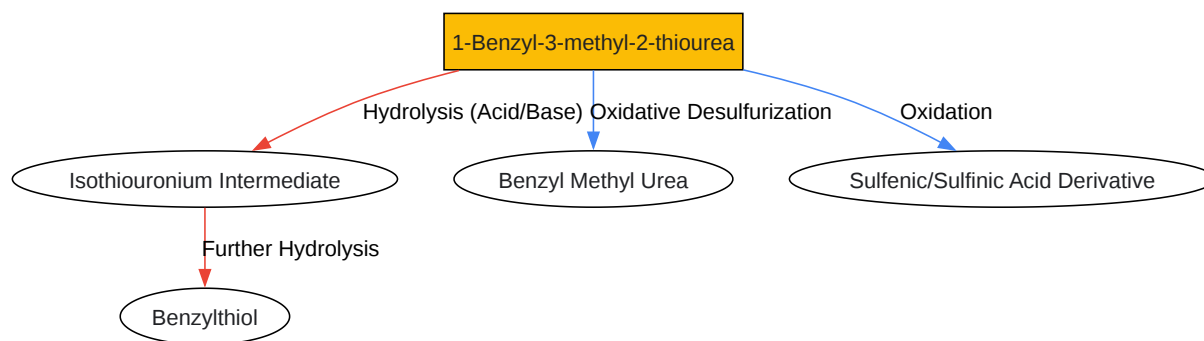 1-Benzyl-3-methyl-2-thiourea
Hydrolysis (Acid/Base)
Oxidative Desulfurization
Oxidation
Isothiouronium Intermediate
Benzyl Methyl Urea
Sulfenic/Sulfinic Acid Derivative
Further Hydrolysis
Benzylthiol